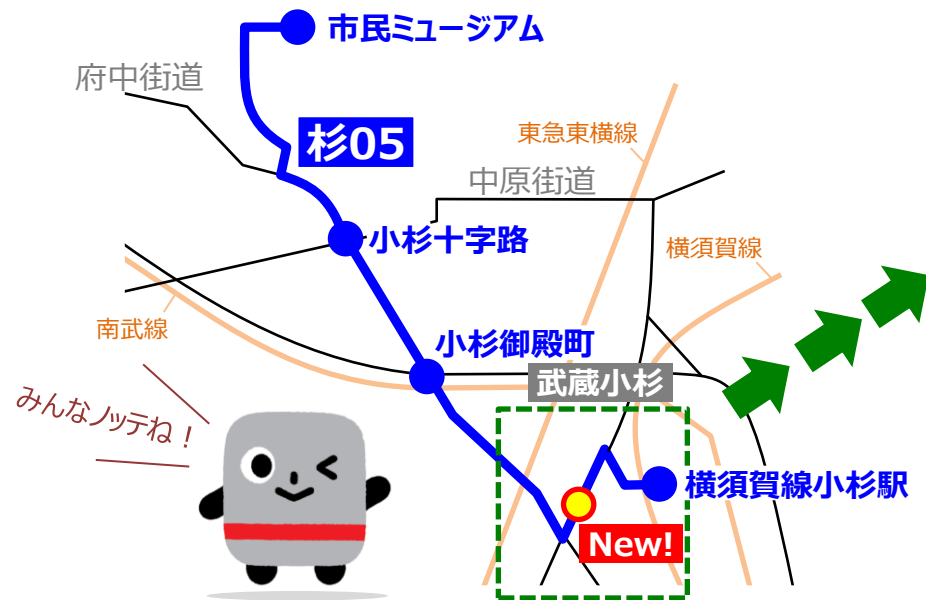 市民ミュージアム
府中街道
杉05
東急東横線
中原街道
小杉十字路
横須賀線
南武線
小杉御殿町
武蔵小杉
みんなノッテね！
横須賀線小杉駅
New!